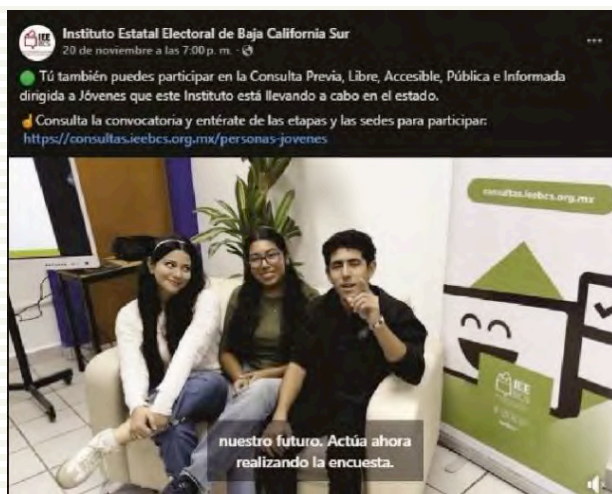 Instituto Estatal Electoral de Baja California Sur
20 de noviembre a las 7:00 p. m. ·
Tú también puedes participar en la Consulta Previa, Libre, Accesible, Pública e Informada
dirigida a Jóvenes que este Instituto está llevando a cabo en el estado.
Consulta la convocatoria y entérate de las etapas y las sedes para participar:
https://consultas.ieebcs.org.mx/personas-jovenes
consultas.ieebcs.org.mx
IEE
BCS
nuestro futuro. Actúa ahora
realizando la encuesta.